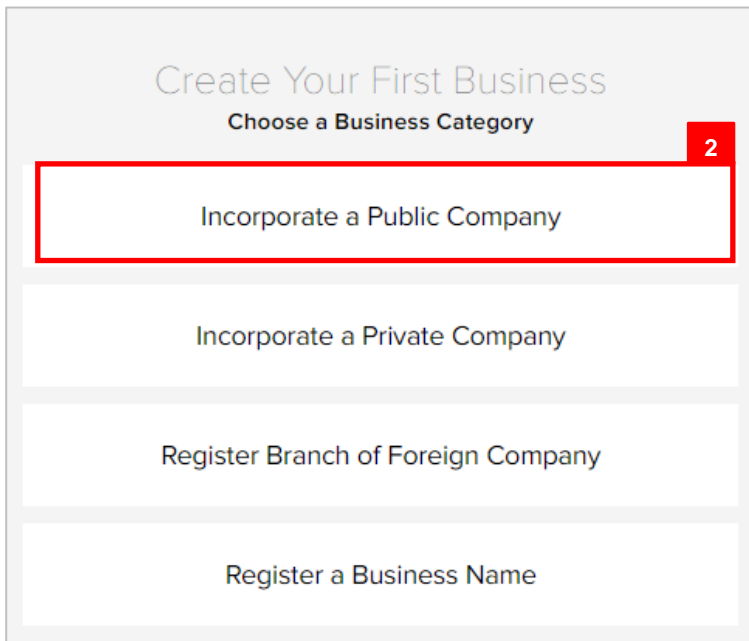 Create Your First Business
Choose a Business Category
2
Incorporate a Public Company
Incorporate a Private Company
Register Branch of Foreign Company
Register a Business Name